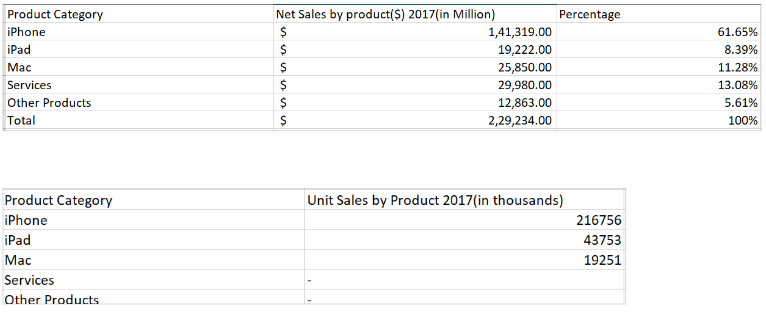 Product Category Net Sales by product($) 2017(in Million) Percentage
iPhone $ 1,41,319.00 61.65%
iPad $ 19,222.00 8.39%
Mac $ 25,850.00 11.28%
Services $ 29,980.00 13.08%
Other Products $ 12,863.00 5.61%
Total $ 2,29,234.00 100%
Product Category Unit Sales by Product 2017(in thousands)
iPhone 216756
iPad 43753
Mac 19251
Services -
Other Products -